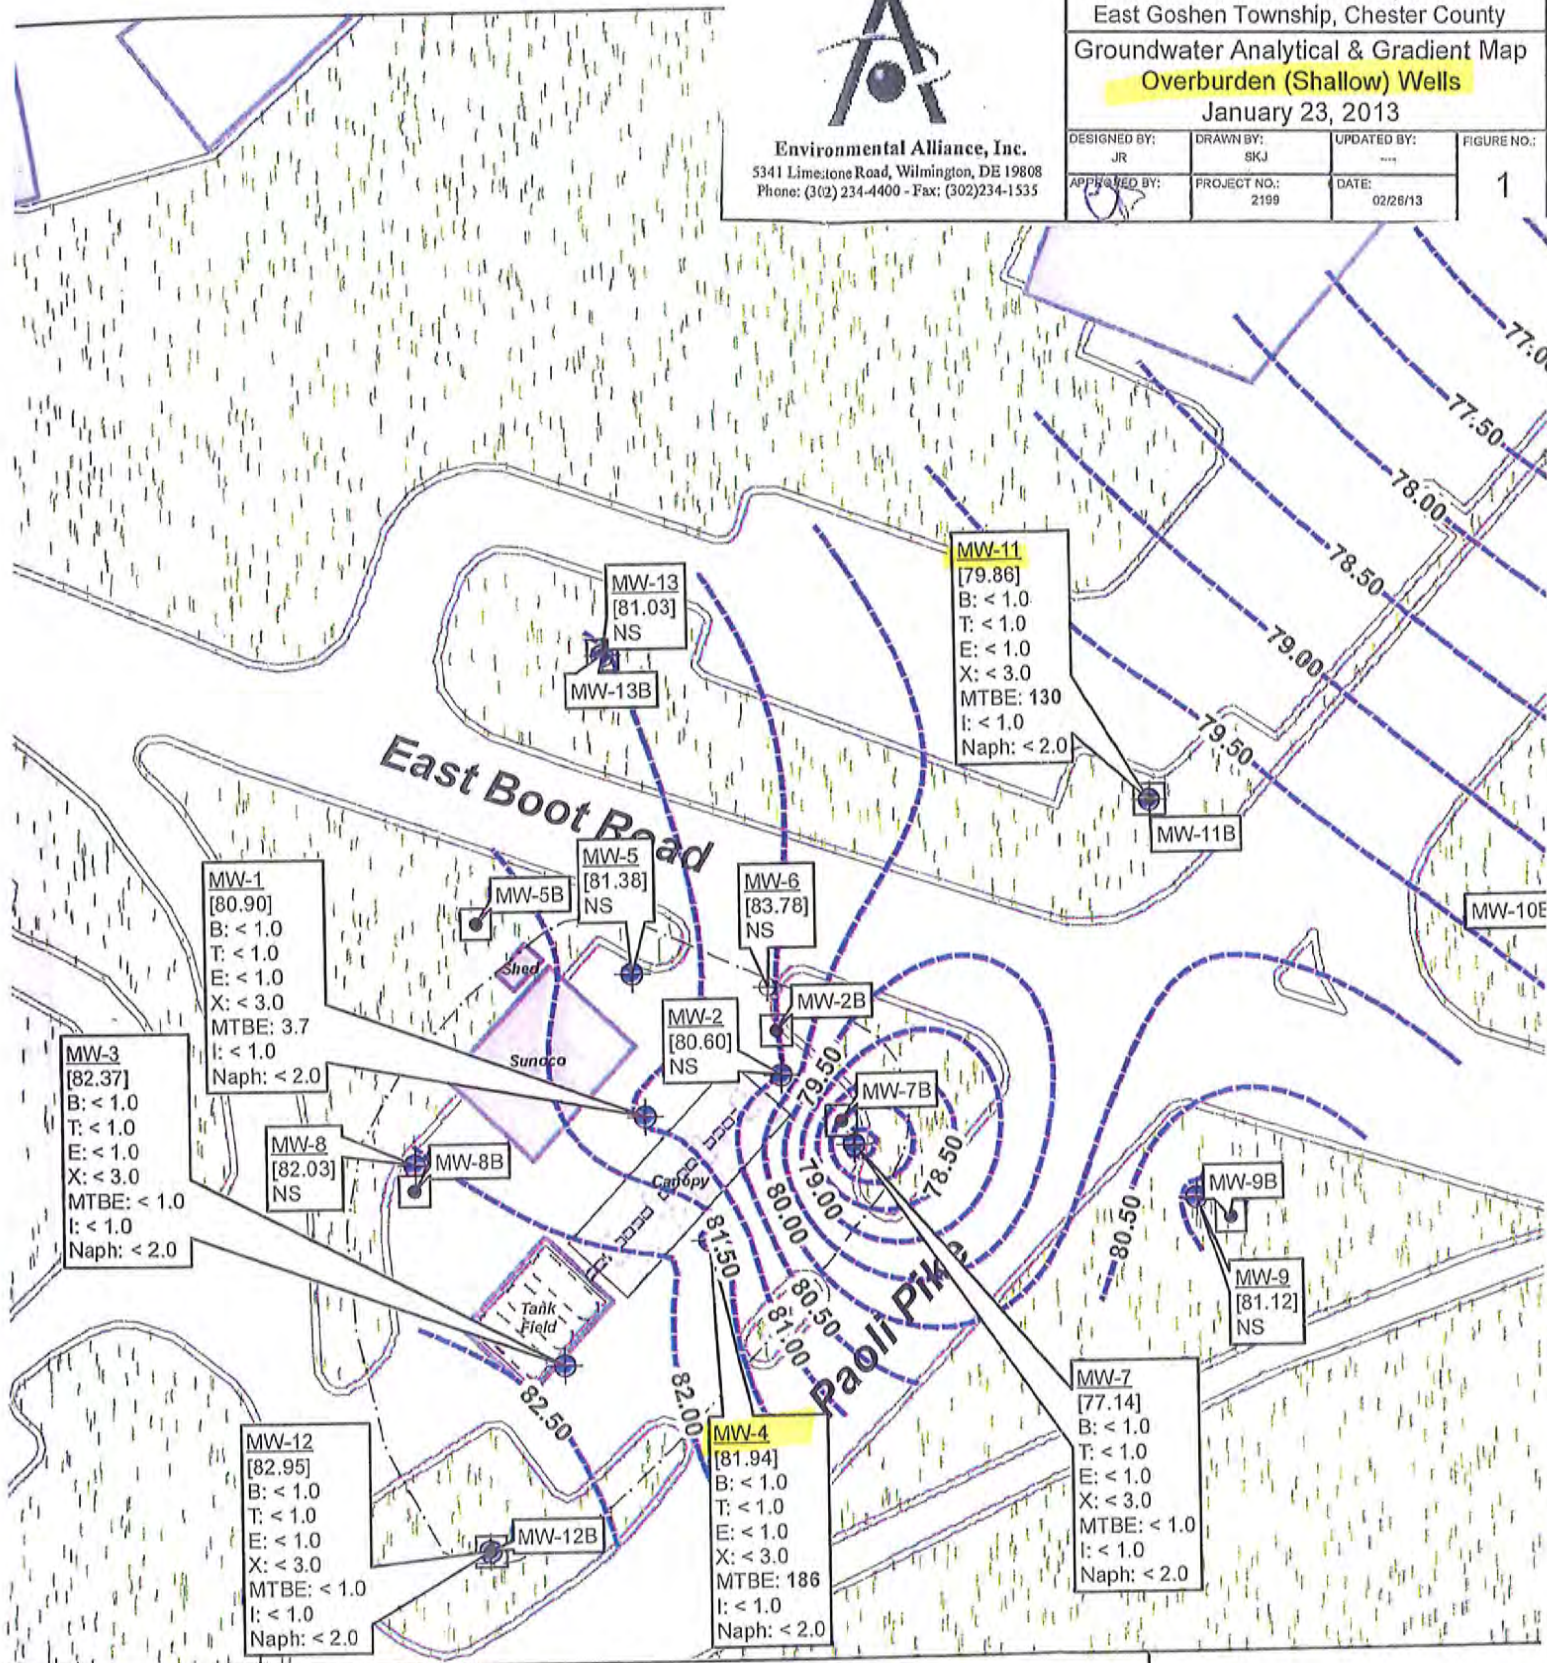 East Goshen Township, Chester County
Groundwater Analytical & Gradient Map
Overburden (Shallow) Wells
January 23, 2013
DESIGNED BY:
JR
DRAWN BY:
SKJ
UPDATED BY:
----
FIGURE NO.:
1
APPROVED BY:
PROJECT NO.:
2199
DATE:
02/26/13
Environmental Alliance, Inc.
5341 Limestone Road, Wilmington, DE 19808
Phone: (302) 234-4400 - Fax: (302)234-1535
77.0
77.50
78.00
78.50
79.00
79.50
MW-11
[79.86]
B: < 1.0
T: < 1.0
E: < 1.0
X: < 3.0
MTBE: 130
I: < 1.0
Naph: < 2.0
MW-11B
MW-13
[81.03]
NS
MW-13B
East Boot Road
MW-10B
MW-1
[80.90]
B: < 1.0
T: < 1.0
E: < 1.0
X: < 3.0
MTBE: 3.7
I: < 1.0
Naph: < 2.0
MW-5B
MW-5
[81.38]
NS
MW-6
[83.78]
NS
Shed
Sunoco
MW-2
[80.60]
NS
MW-2B
79.50
MW-7B
MW-3
[82.37]
B: < 1.0
T: < 1.0
E: < 1.0
X: < 3.0
MTBE: < 1.0
I: < 1.0
Naph: < 2.0
MW-8
[82.03]
NS
MW-8B
Canopy
79.00
78.50
80.00
81.50
80.50
81.00
80.50
MW-9B
MW-9
[81.12]
NS
Paoli Pike
Tank
Field
82.50
82.00
MW-12
[82.95]
B: < 1.0
T: < 1.0
E: < 1.0
X: < 3.0
MTBE: < 1.0
I: < 1.0
Naph: < 2.0
MW-12B
MW-4
[81.94]
B: < 1.0
T: < 1.0
E: < 1.0
X: < 3.0
MTBE: 186
I: < 1.0
Naph: < 2.0
MW-7
[77.14]
B: < 1.0
T: < 1.0
E: < 1.0
X: < 3.0
MTBE: < 1.0
I: < 1.0
Naph: < 2.0